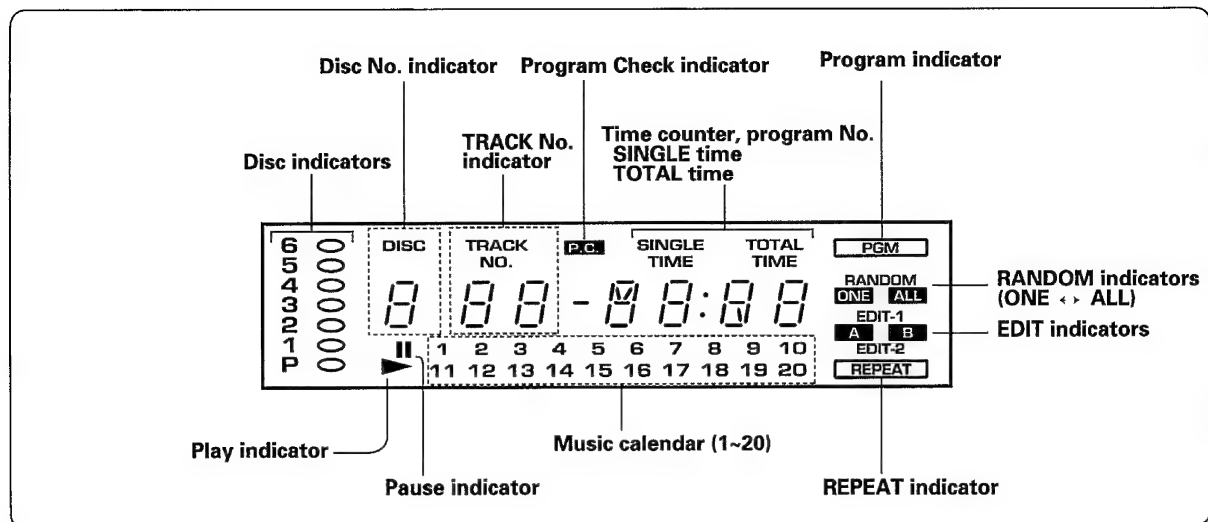 Disc No. indicator
Program Check indicator
Program indicator
Disc indicators
TRACK No.
indicator
Time counter, program No.
SINGLE time
TOTAL time
6
5
4
3
2
1
P
DISC
TRACK
NO.
P.C.
SINGLE
TIME
TOTAL
TIME
PGM
8
88 - 88:88
RANDOM
ONE ALL
EDIT-1
A B
EDIT-2
REPEAT
1 2 3 4 5 6 7 8 9 10
11 12 13 14 15 16 17 18 19 20
RANDOM indicators
(ONE ↔ ALL)
EDIT indicators
Play indicator
Pause indicator
Music calendar (1~20)
REPEAT indicator